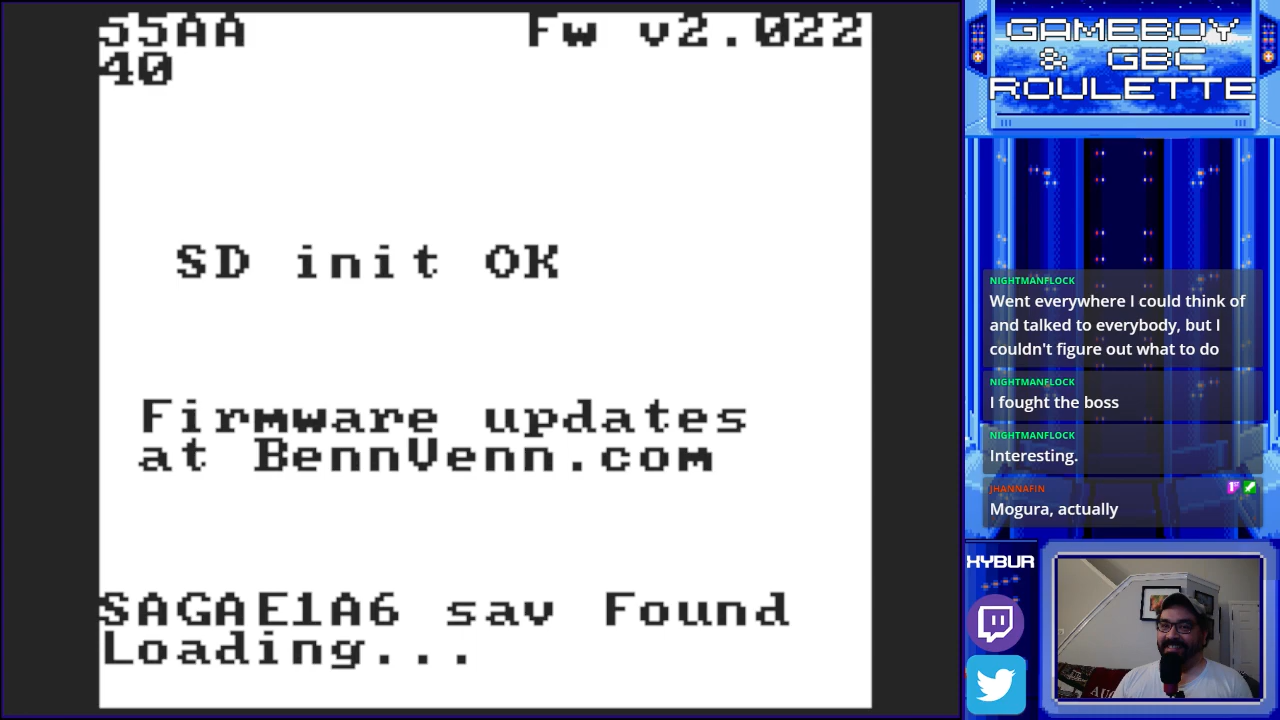 55AA Fw v2.022
40
SD init OK
Firmware updates
at BennVenn.com
SAGAE1A6 sav Found
Loading...
GAMEBOY
& GBC
ROULETTE
NIGHTMANFLOCK
Went everywhere I could think of
and talked to everybody, but I
couldn't figure out what to do
NIGHTMANFLOCK
I fought the boss
NIGHTMANFLOCK
Interesting.
JHANNAFIN
Mogura, actually
HYBUR